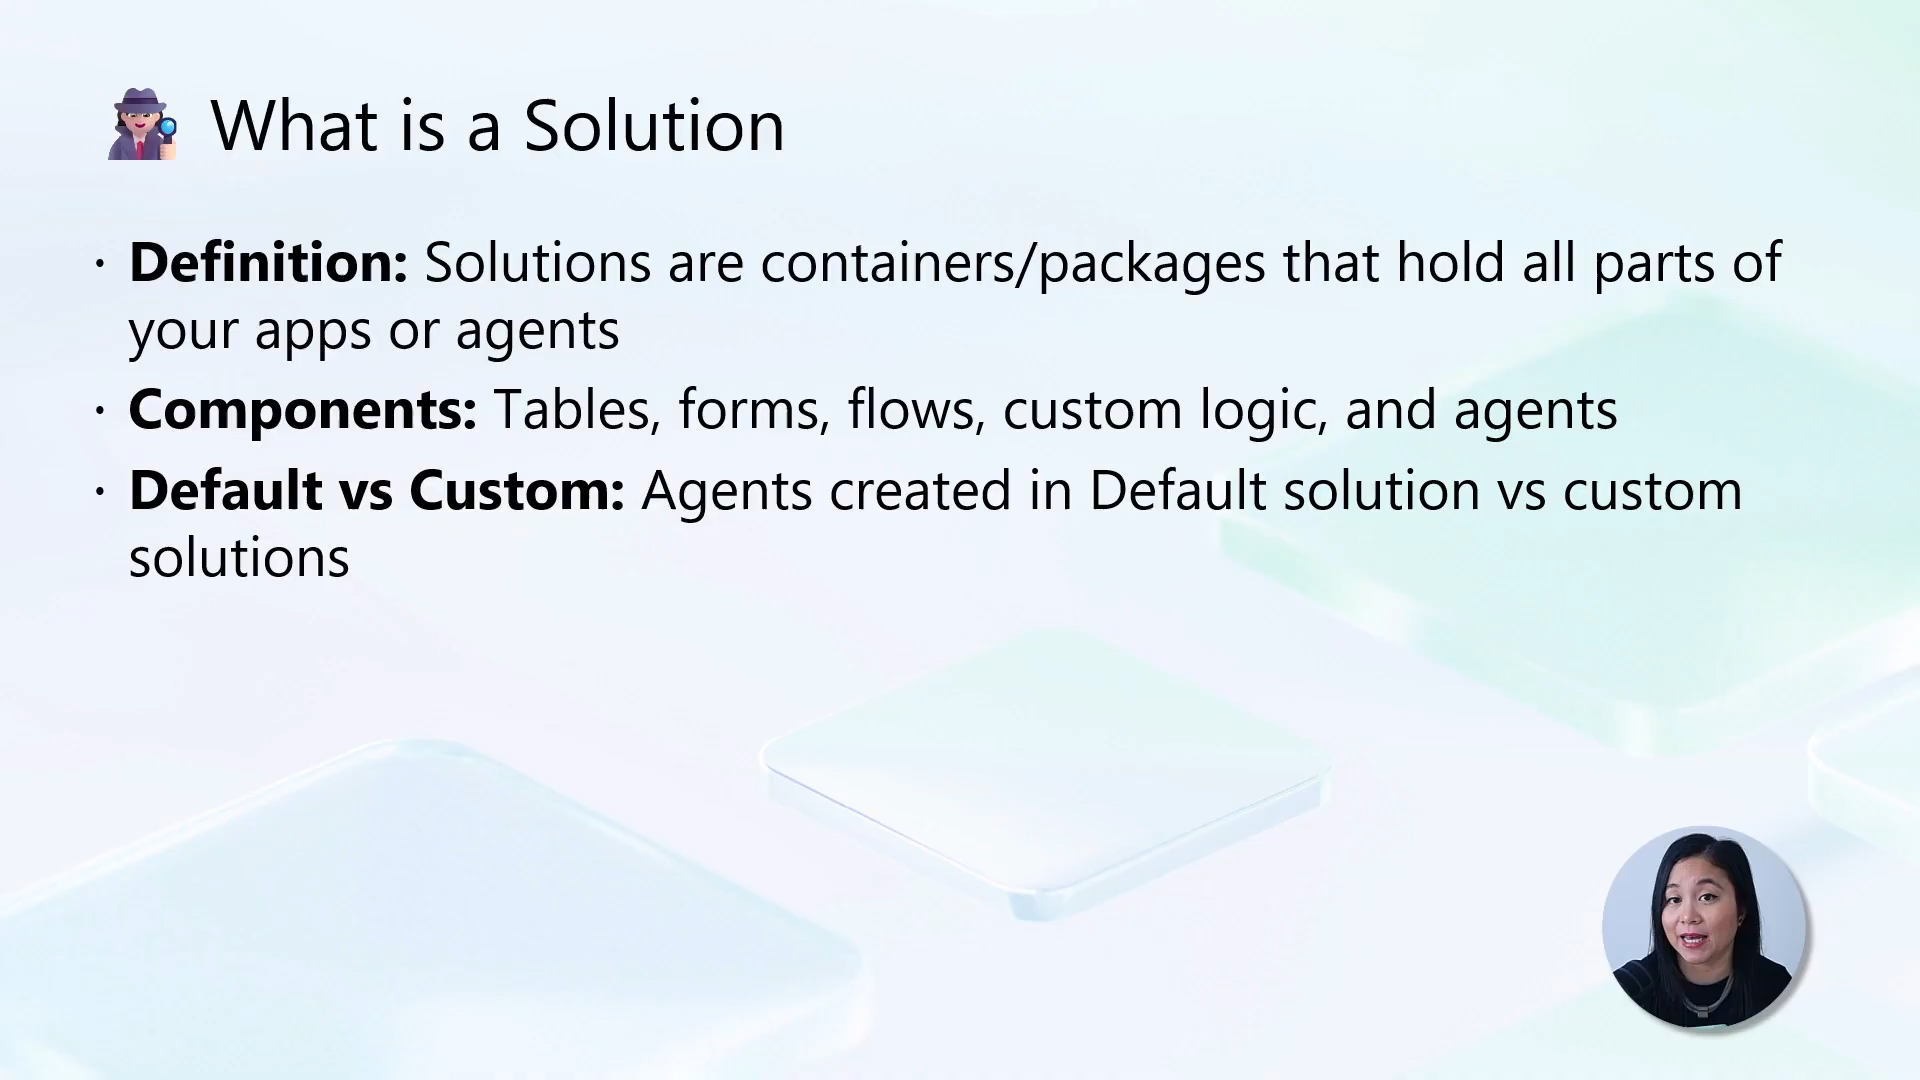 What is a Solution
· Definition: Solutions are containers/packages that hold all parts of
your apps or agents
· Components: Tables, forms, flows, custom logic, and agents
· Default vs Custom: Agents created in Default solution vs custom
solutions